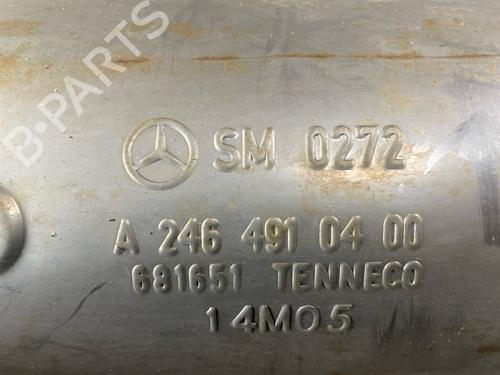 B-PARTS
SM 0272
A 246 491 04 00
681651 TENNECO
14M05